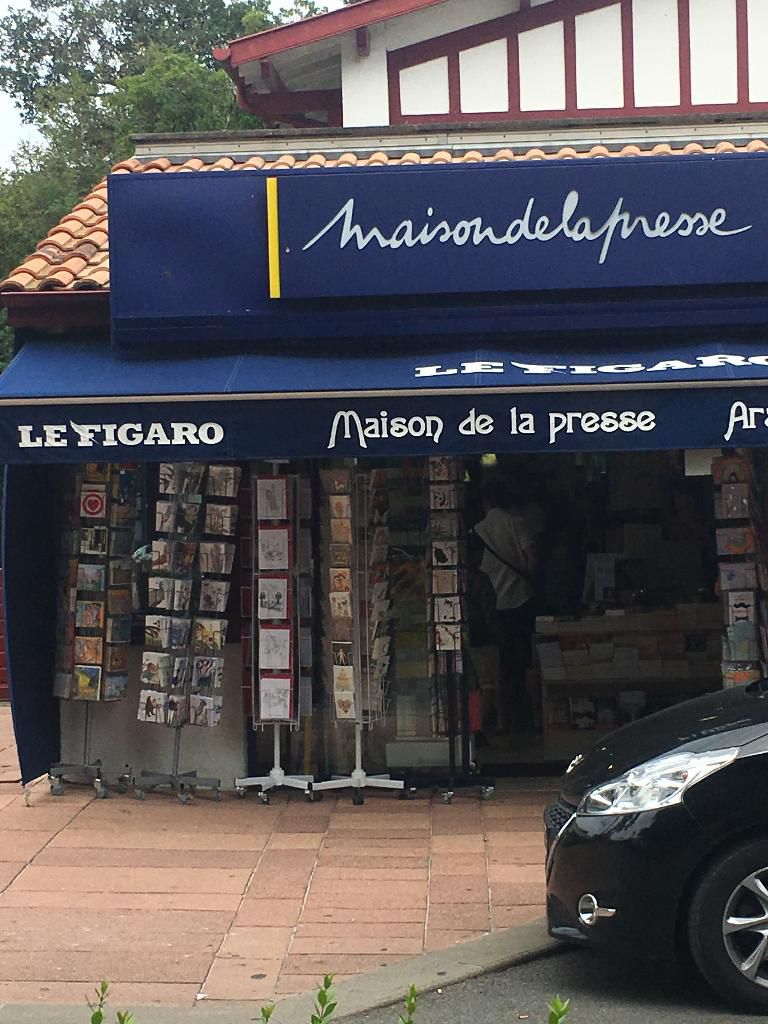 maisondelapresse
LE FIGARO
LE FIGARO Maison de la presse